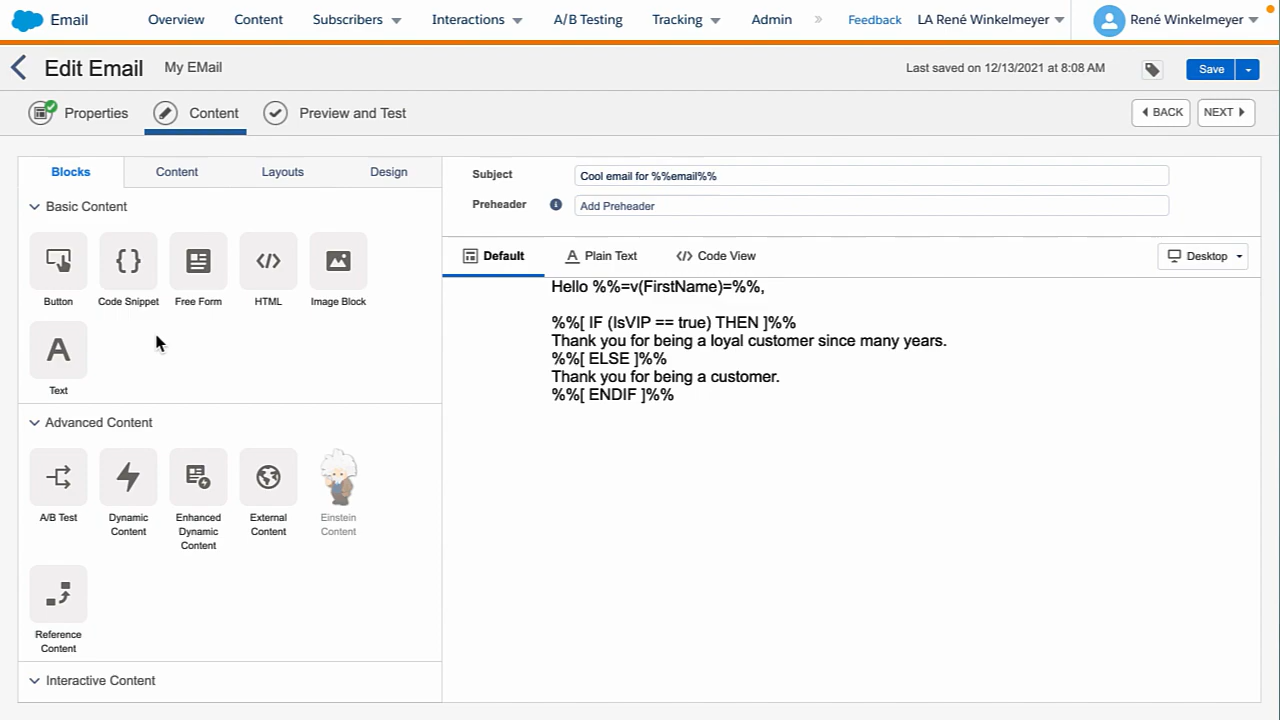 Email Overview Content Subscribers Interactions A/B Testing Tracking Admin » Feedback LA René Winkelmeyer René Winkelmeyer
Edit Email My EMail Last saved on 12/13/2021 at 8:08 AM Save
Properties Content Preview and Test BACK NEXT
Blocks Content Layouts Design
Basic Content
Button Code Snippet Free Form HTML Image Block
Text
Advanced Content
A/B Test Dynamic Enhanced External Einstein
Content Dynamic Content Content
Content
Reference
Content
Interactive Content
Subject Cool email for %%email%%
Preheader Add Preheader
Default Plain Text Code View Desktop
Hello %%=v(FirstName)=%%,
%%[ IF (IsVIP == true) THEN ]%%
Thank you for being a loyal customer since many years.
%%[ ELSE ]%%
Thank you for being a customer.
%%[ ENDIF ]%%